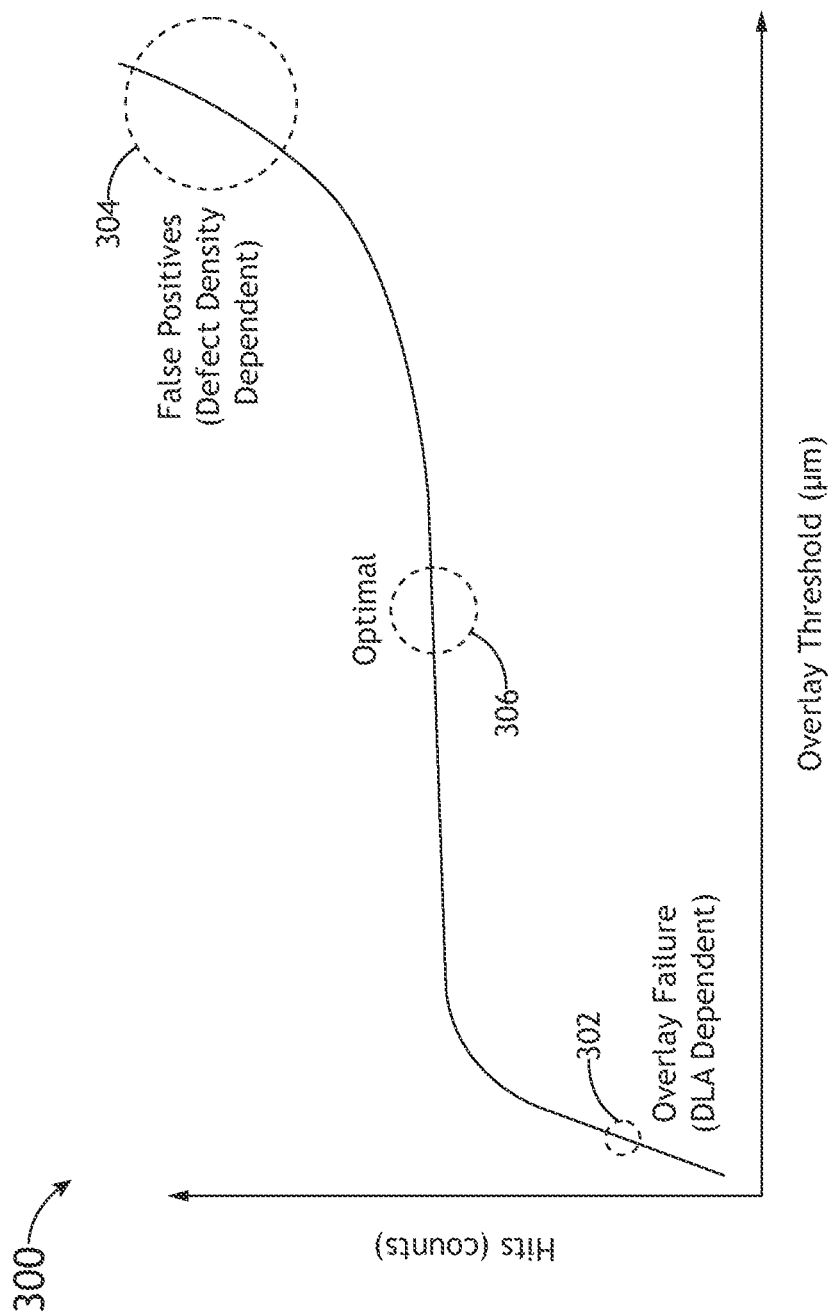 300
Hits (counts)
304
False Positives
(Defect Density
Dependent)
Optimal
306
302
Overlay Failure
(DLA Dependent)
Overlay Threshold (μm)